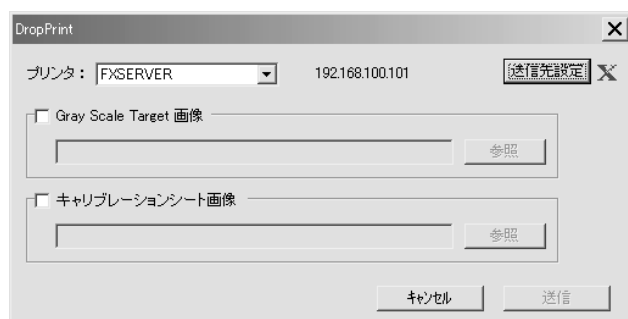 DropPrint
プリンタ： FXSERVER 192.168.100.101 送信先設定
Gray Scale Target 画像
参照
キャリブレーションシート画像
参照
キャンセル 送信